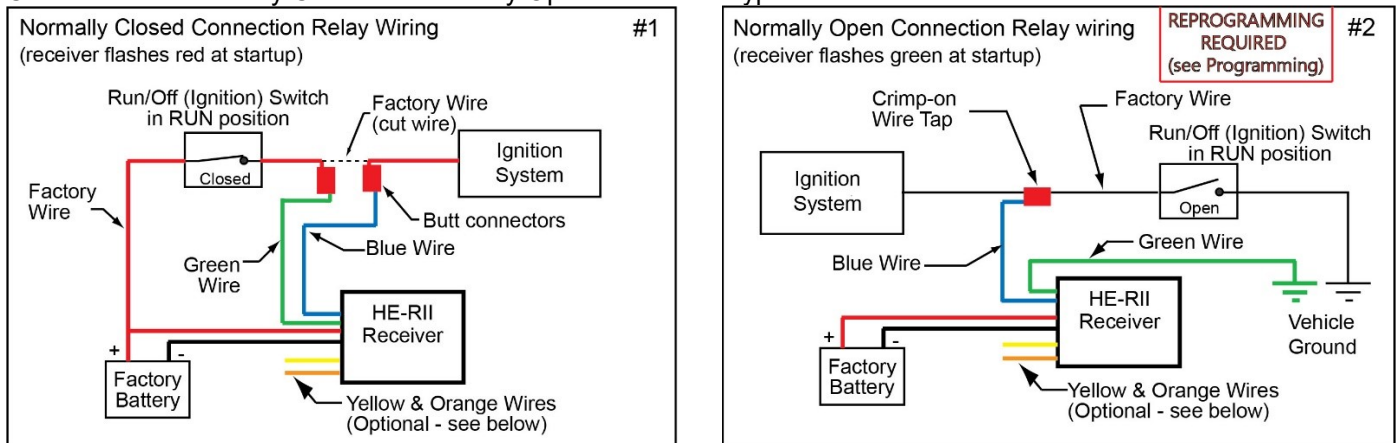 Normally Closed Connection Relay Wiring
#1
(receiver flashes red at startup)
Run/Off (Ignition) Switch
in RUN position
Factory Wire
(cut wire)
Closed
Ignition
System
Factory
Wire
Butt connectors
Blue Wire
Green
Wire
HE-RII
Receiver
+
-
Factory
Battery
Yellow & Orange Wires
(Optional - see below)
Normally Open Connection Relay wiring
REPROGRAMMING
REQUIRED
(see Programming)
#2
(receiver flashes green at startup)
Crimp-on
Wire Tap
Factory Wire
Run/Off (Ignition) Switch
in RUN position
Ignition
System
Open
Blue Wire
Green Wire
HE-RII
Receiver
Vehicle
Ground
+
-
Factory
Battery
Yellow & Orange Wires
(Optional - see below)